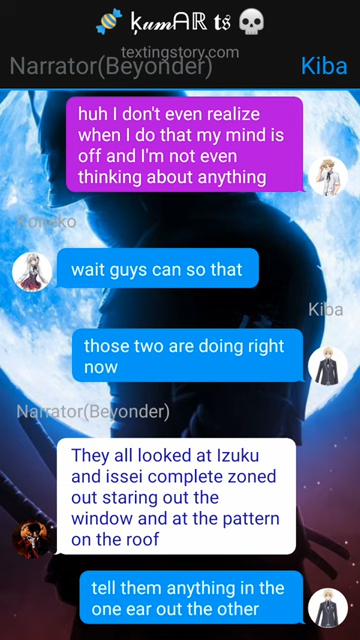 🍬 ķ𝓾𝓶ᗩℝ 𝖙𝖘 💀
textingstory.com
Narrator(Beyonder)
Kiba
huh I don't even realize
when I do that my mind is
off and I'm not even
thinking about anything
Koneko
wait guys can so that
Kiba
those two are doing right
now
Narrator(Beyonder)
They all looked at Izuku
and issei complete zoned
out staring out the
window and at the pattern
on the roof
tell them anything in the
one ear out the other